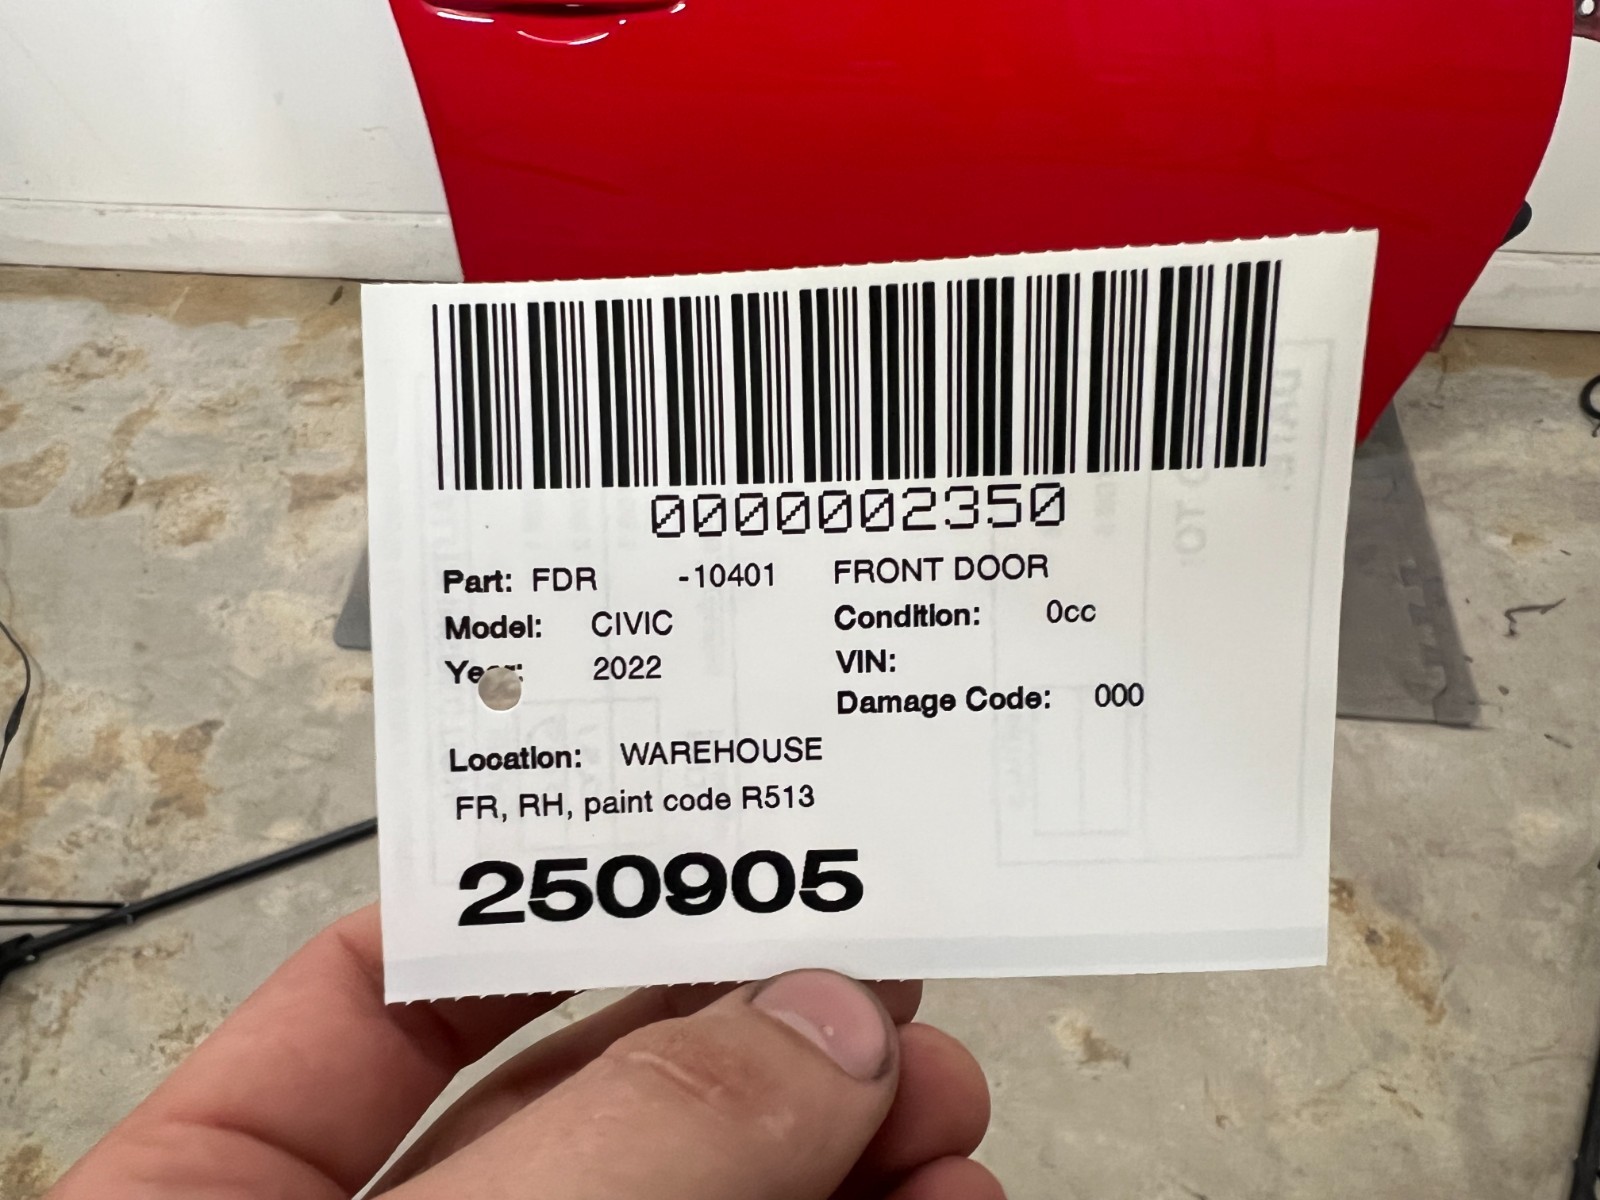 0000002350
Part: FDR -10401 FRONT DOOR
Model: CIVIC Condition: 0cc
Year: 2022 VIN:
Damage Code: 000
Location: WAREHOUSE
FR, RH, paint code R513
250905